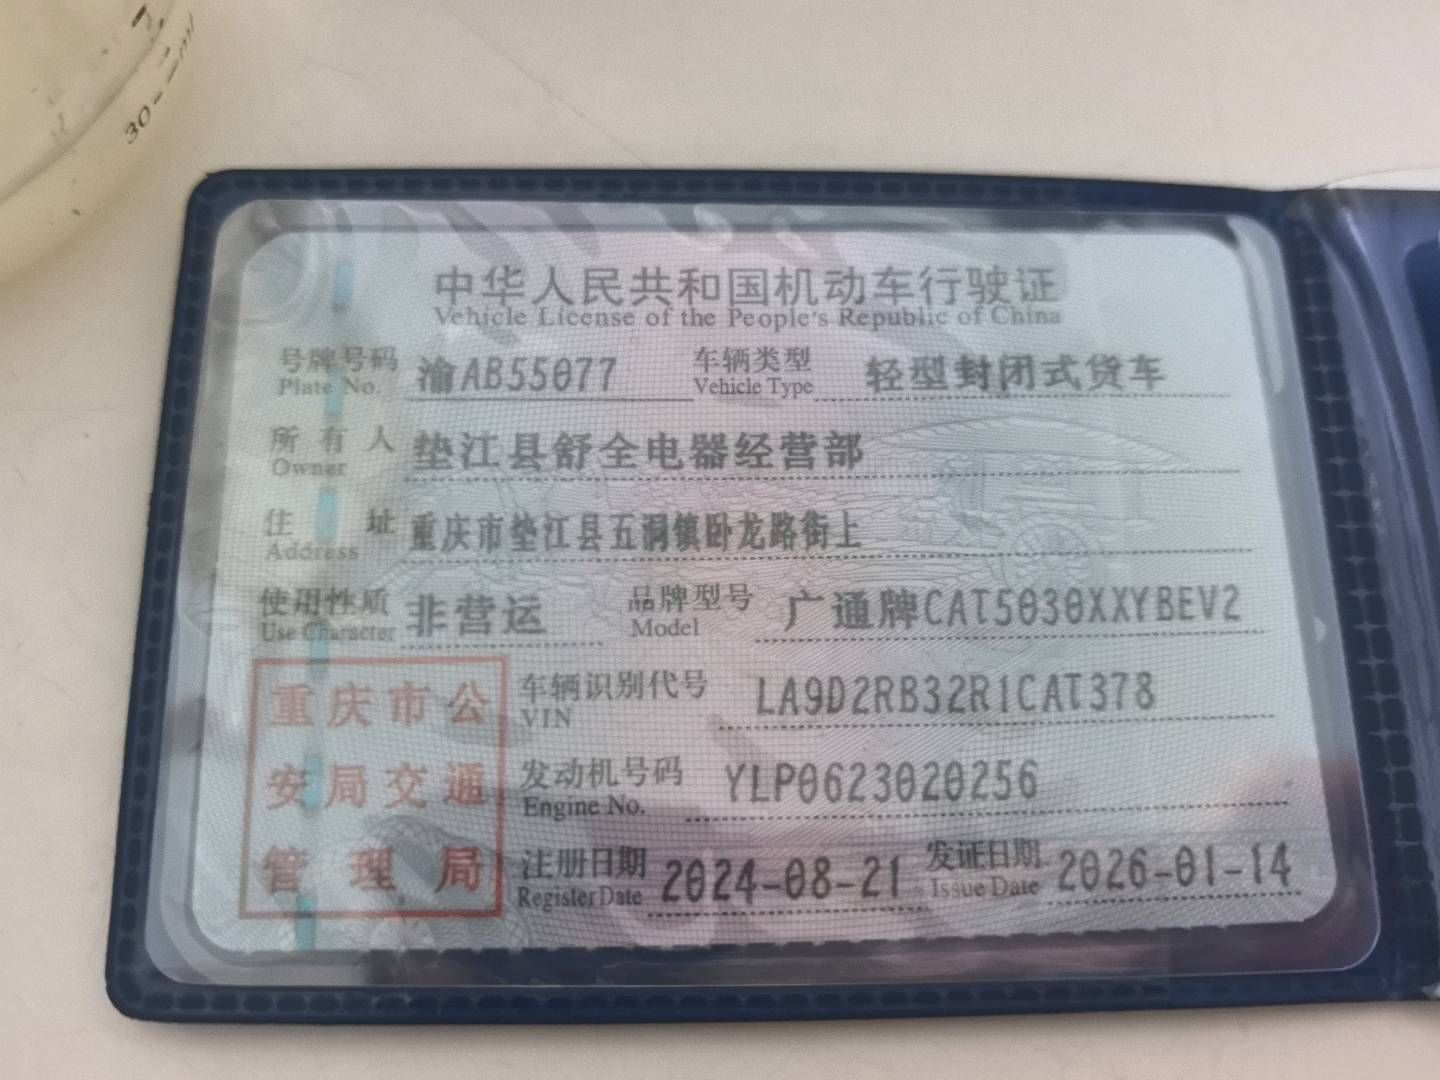 30 - ml
中华人民共和国机动车行驶证
Vehicle License of the People's Republic of China
号牌号码 渝AB55077 车辆类型 轻型封闭式货车
Plate No. Vehicle Type
所有人 垫江县舒全电器经营部
Owner
住址 重庆市垫江县五洞镇卧龙路街上
Address
使用性质 非营运 品牌型号 广通牌CAT5030XXYBEV2
Use Character Model
重庆市公 车辆识别代号 LA9D2RB32R1CAT378
VIN
安局交通 发动机号码 YLP0623020256
Engine No.
管理局 注册日期 2024-08-21 发证日期 2026-01-14
Register Date Issue Date